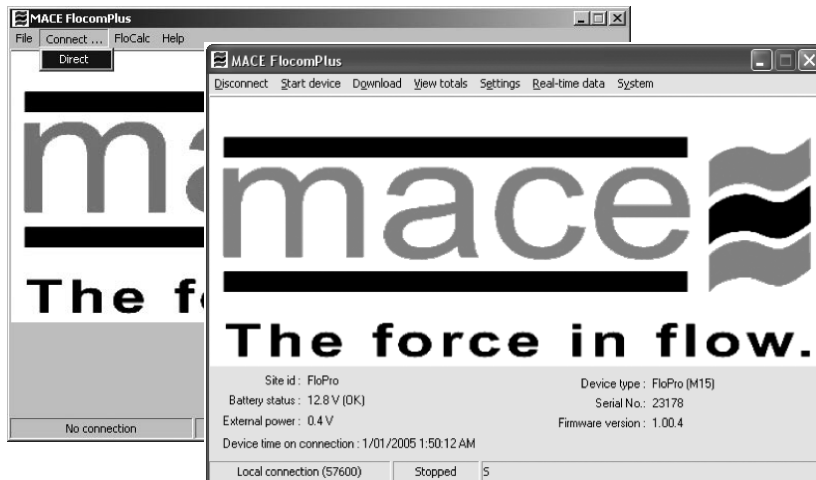 MACE FlocomPlus
File Connect ... FloCalc Help
Direct
ma
The f
No connection
MACE FlocomPlus
Disconnect Start device Download View totals Settings Real-time data System
mace
The force in flow.
Site id : FloPro
Battery status : 12.8 V (OK)
External power : 0.4 V
Device time on connection : 1/01/2005 1:50:12 AM
Device type : FloPro (M15)
Serial No.: 23178
Firmware version : 1.00.4
Local connection (57600) Stopped S